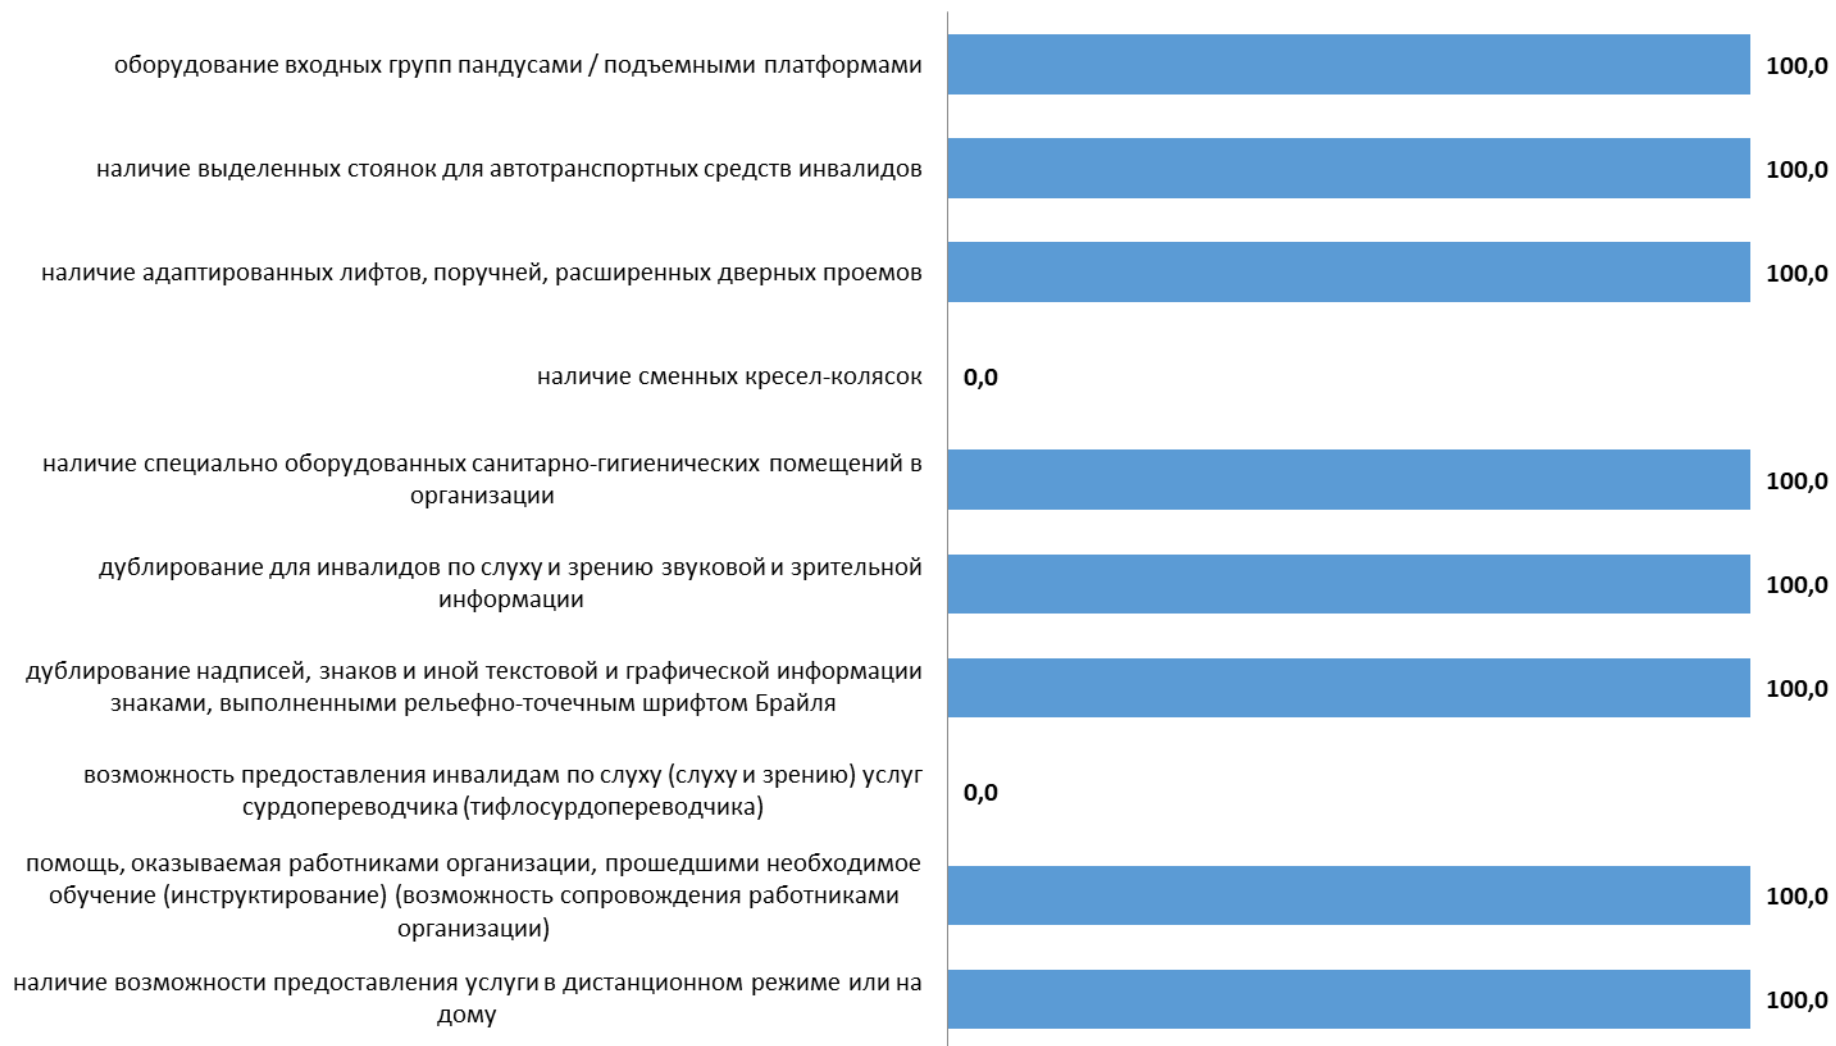 оборудование входных групп пандусами / подъемными платформами
100,0
наличие выделенных стоянок для автотранспортных средств инвалидов
100,0
наличие адаптированных лифтов, поручней, расширенных дверных проемов
100,0
наличие сменных кресел-колясок
0,0
наличие специально оборудованных санитарно-гигиенических помещений в
организации
100,0
дублирование для инвалидов по слуху и зрению звуковой и зрительной
информации
100,0
дублирование надписей, знаков и иной текстовой и графической информации
знаками, выполненными рельефно-точечным шрифтом Брайля
100,0
возможность предоставления инвалидам по слуху (слуху и зрению) услуг
сурдопереводчика (тифлосурдопереводчика)
0,0
помощь, оказываемая работниками организации, прошедшими необходимое
обучение (инструктирование) (возможность сопровождения работниками
организации)
100,0
наличие возможности предоставления услуги в дистанционном режиме или на
дому
100,0